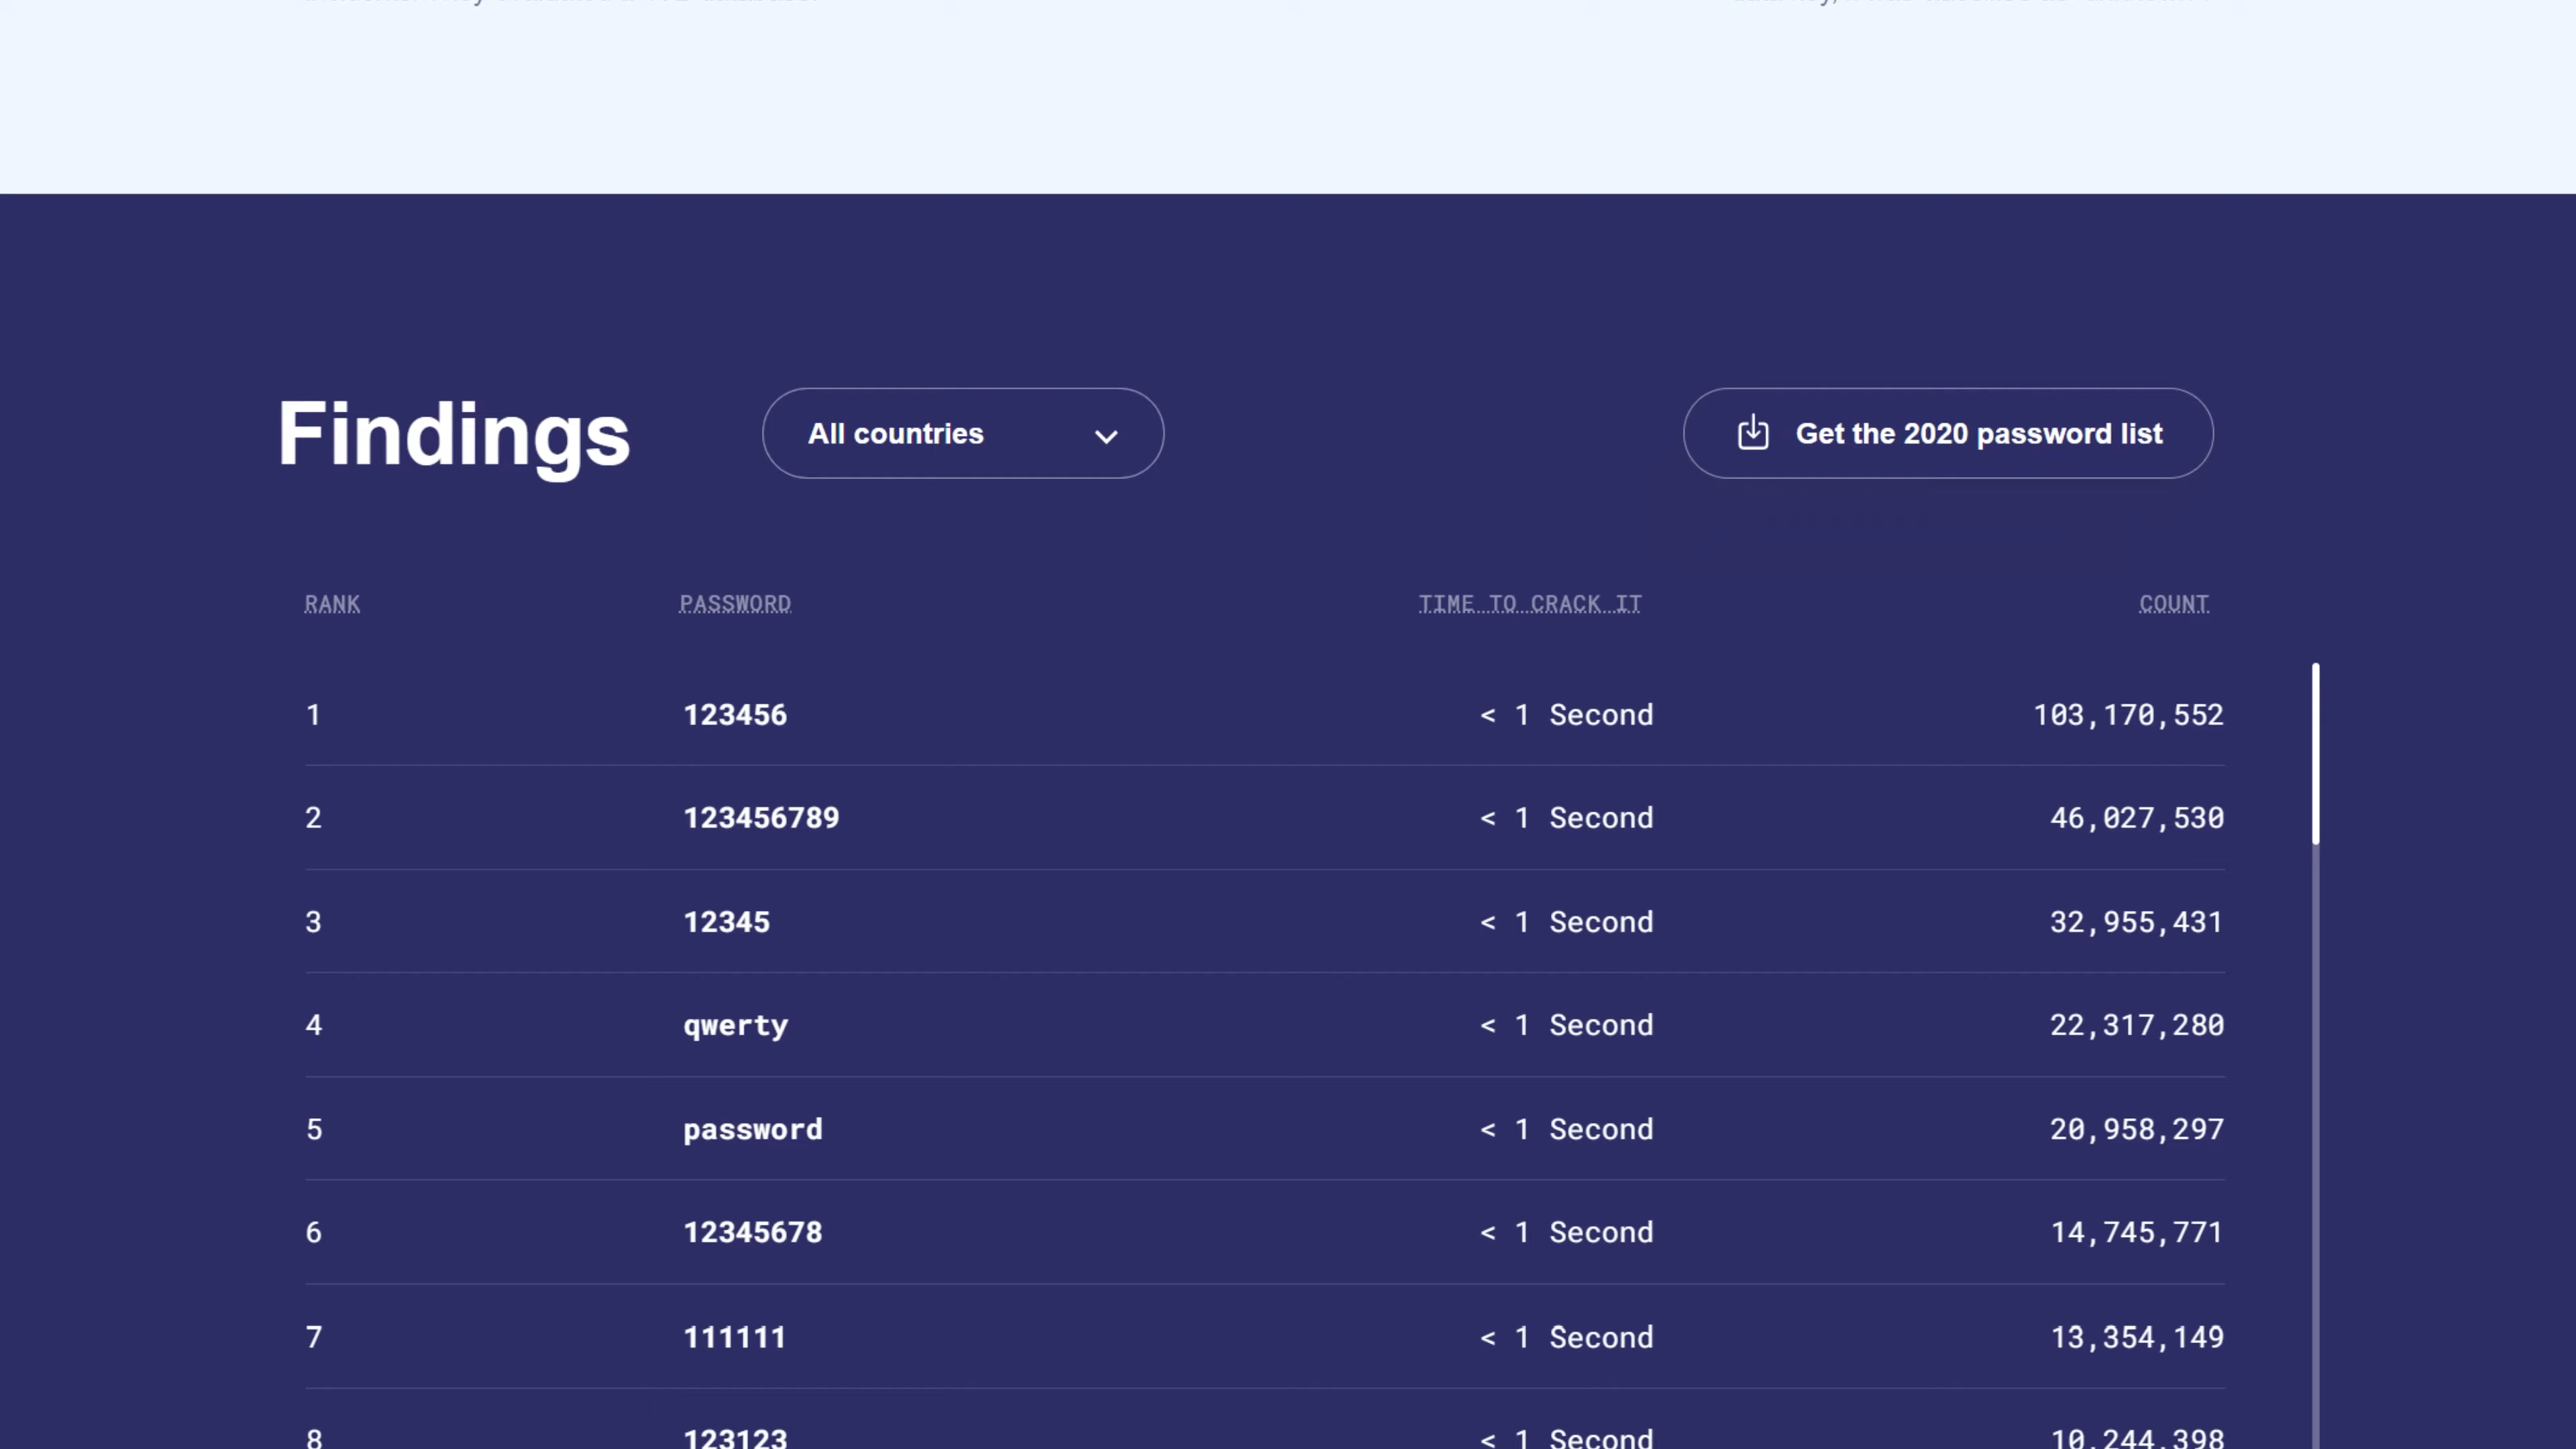 Findings
All countries
Get the 2020 password list
RANK PASSWORD TIME TO CRACK IT COUNT
1 123456 < 1 Second 103,170,552
2 123456789 < 1 Second 46,027,530
3 12345 < 1 Second 32,955,431
4 qwerty < 1 Second 22,317,280
5 password < 1 Second 20,958,297
6 12345678 < 1 Second 14,745,771
7 111111 < 1 Second 13,354,149
8 123123 < 1 Second 10,244,398